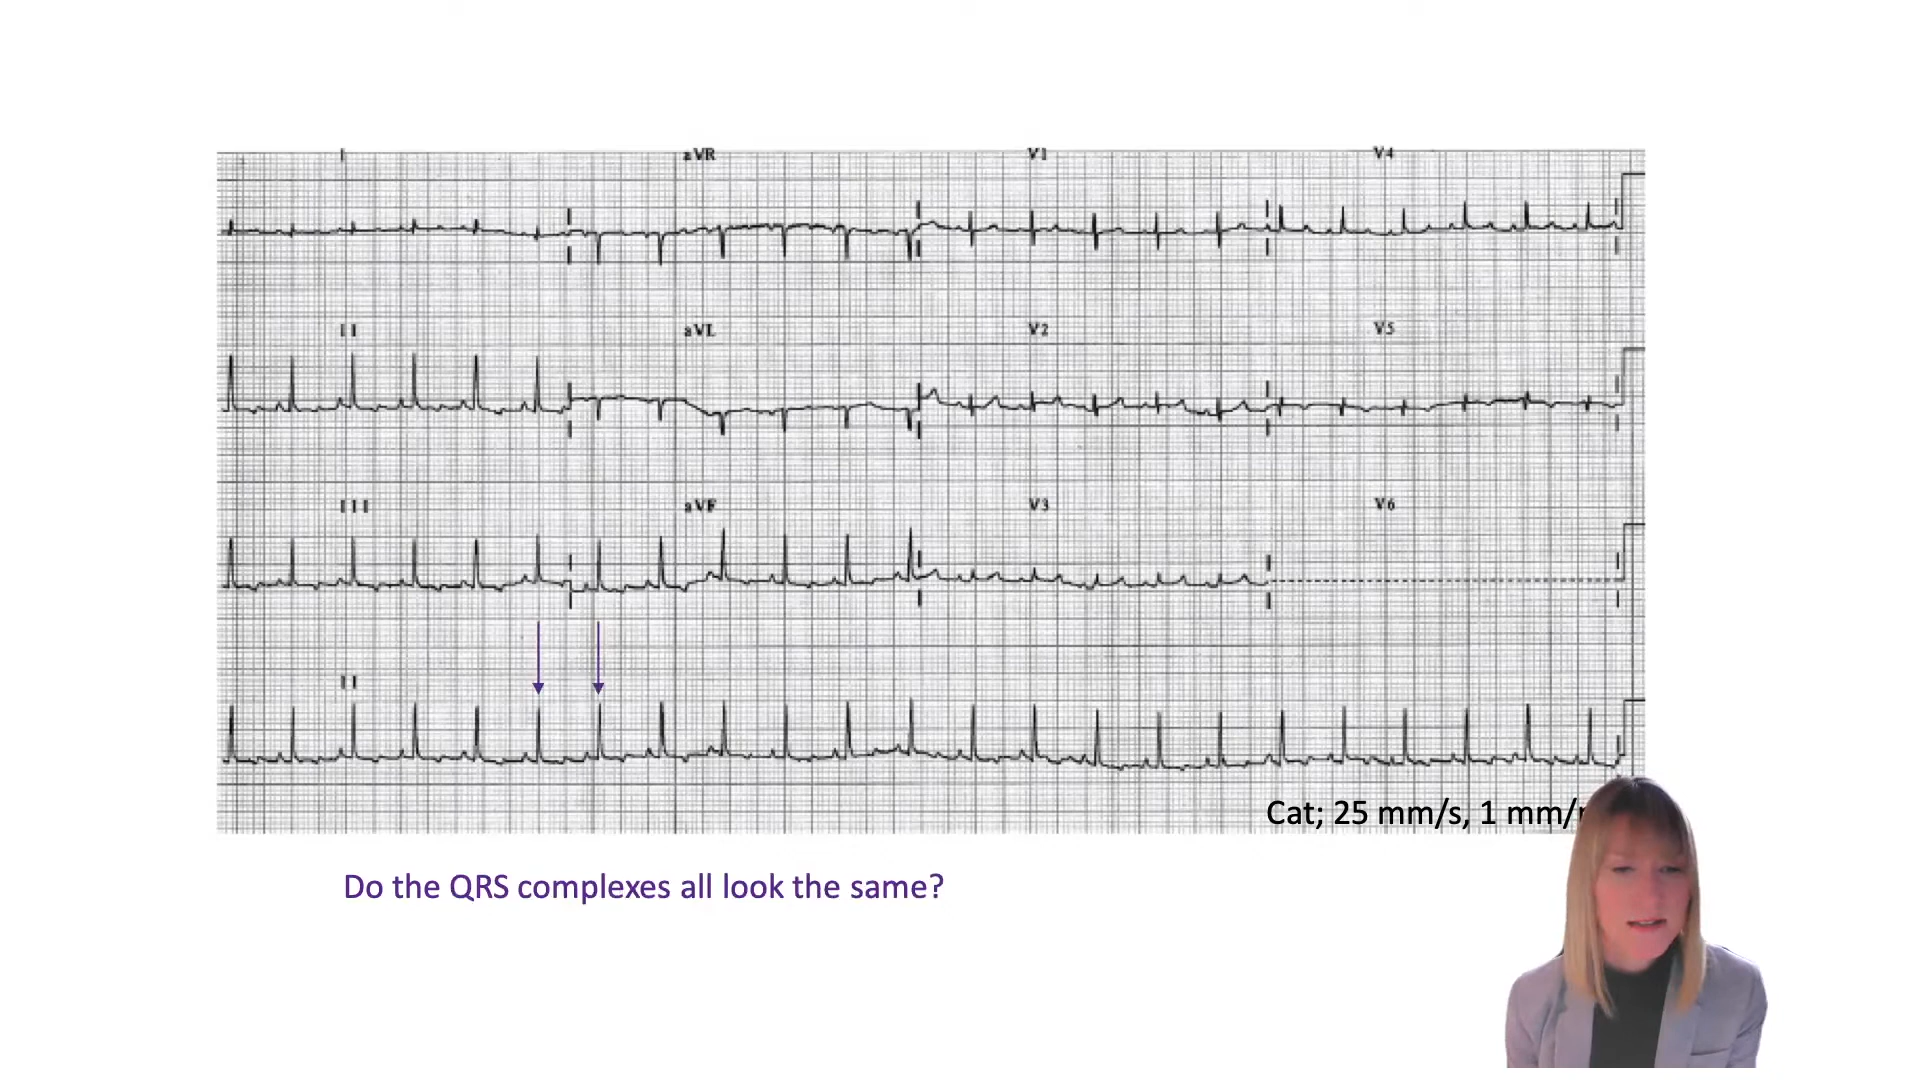 I aVR V1 V4
II aVL V2 V5
III aVF V3 V6
II
Cat; 25 mm/s, 1 mm/
Do the QRS complexes all look the same?